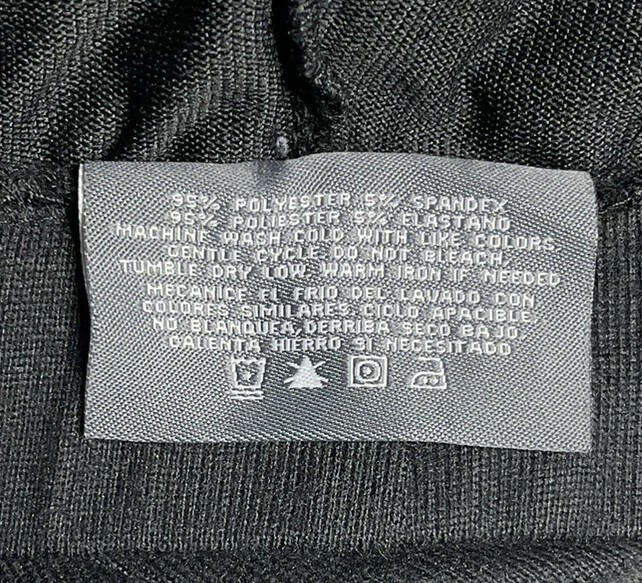 95% POLYESTER 5% SPANDEX
95% POLIESTER 5% ELASTANO
MACHINE WASH COLD WITH LIKE COLORS,
GENTLE CYCLE DO NOT BLEACH,
TUMBLE DRY LOW, WARM IRON IF NEEDED
MECANICE EL FRIO DEL LAVADO CON
COLORES SIMILARES, CICLO APACIBLE,
NO BLANQUEA, DERRIBA SECO BAJO,
CALENTA HIERRO SI NECESITADO